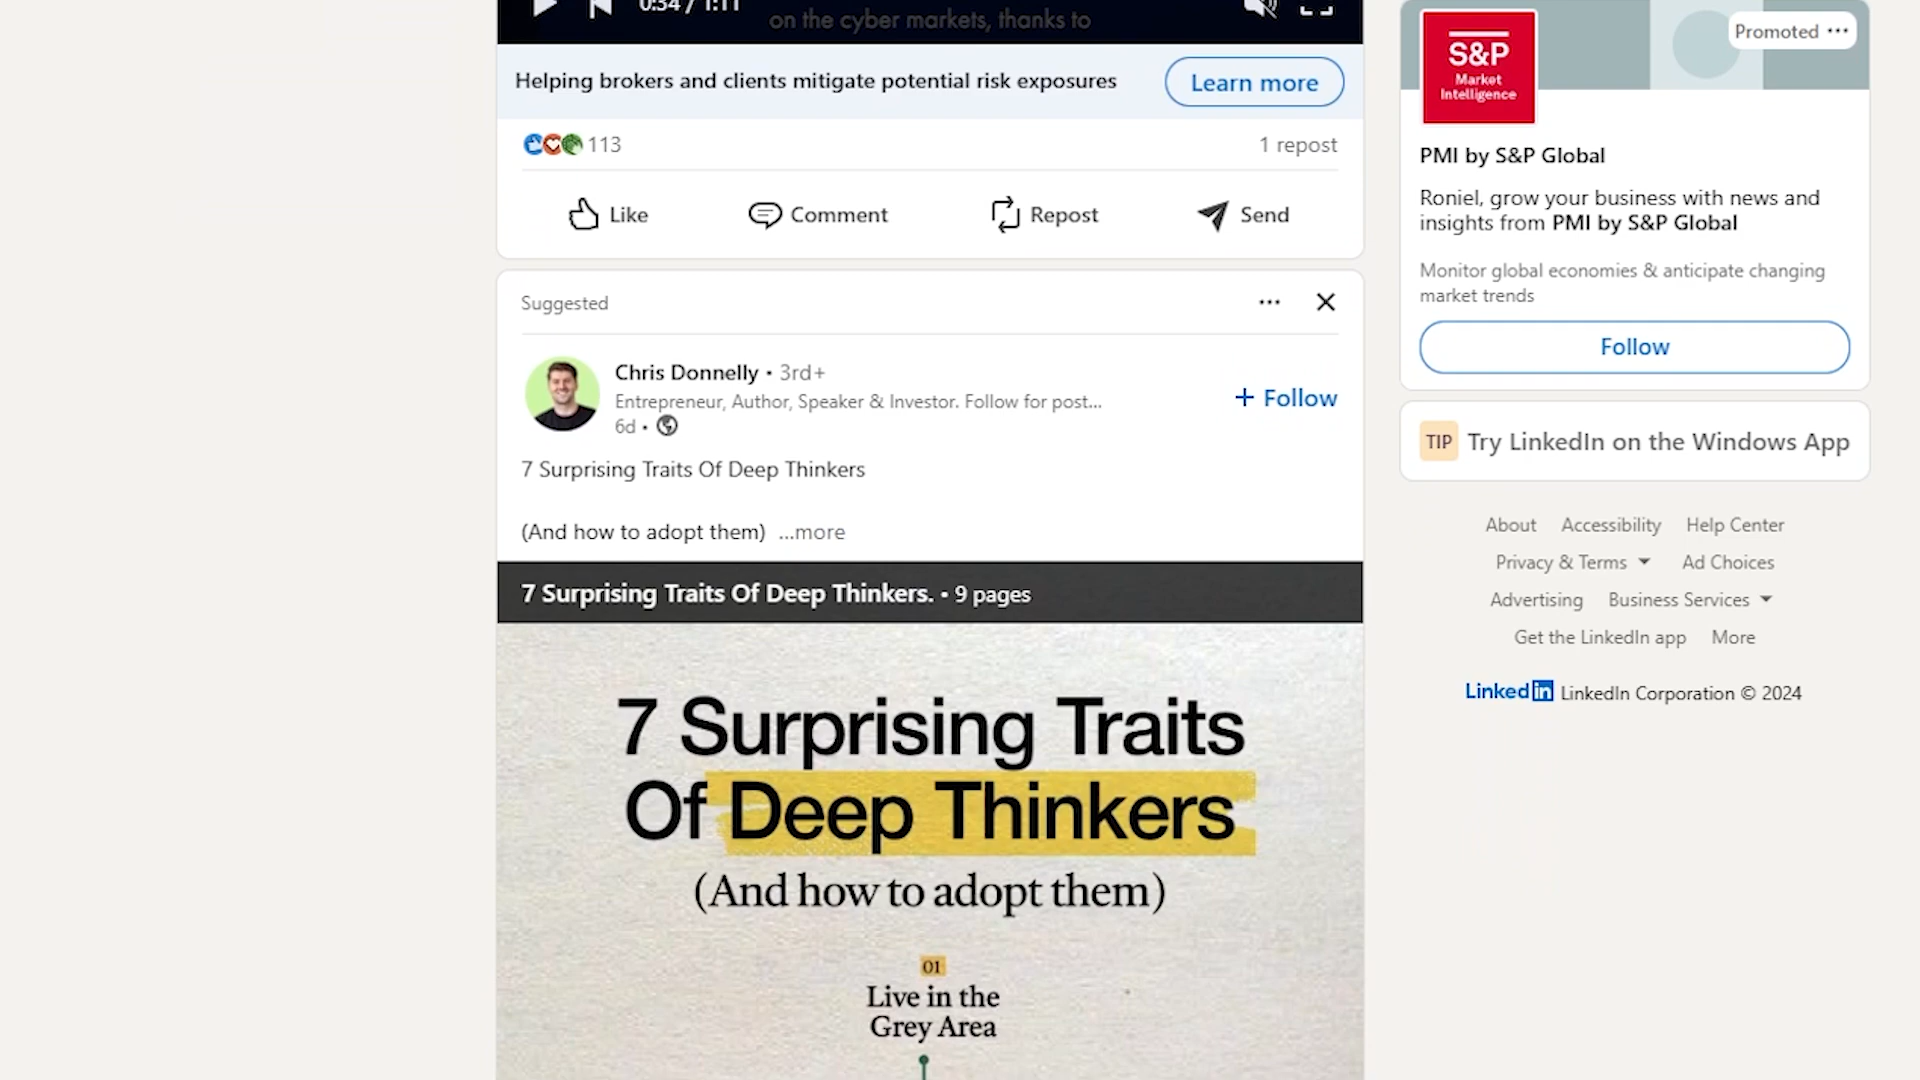 0:34 / 1:11
on the cyber markets, thanks to
Helping brokers and clients mitigate potential risk exposures
Learn more
113
1 repost
Like
Comment
Repost
Send
Suggested
Chris Donnelly • 3rd+
Entrepreneur, Author, Speaker & Investor. Follow for post...
6d •
+ Follow
7 Surprising Traits Of Deep Thinkers
(And how to adopt them) ...more
7 Surprising Traits Of Deep Thinkers. • 9 pages
7 Surprising Traits
Of Deep Thinkers
(And how to adopt them)
01
Live in the
Grey Area
Promoted
S&P
Market
Intelligence
PMI by S&P Global
Roniel, grow your business with news and
insights from PMI by S&P Global
Monitor global economies & anticipate changing
market trends
Follow
TIP Try LinkedIn on the Windows App
About Accessibility Help Center
Privacy & Terms Ad Choices
Advertising Business Services
Get the LinkedIn app More
LinkedIn LinkedIn Corporation © 2024